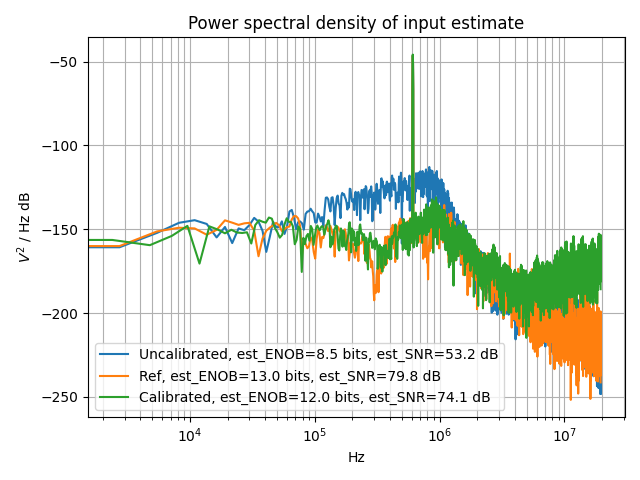 Power spectral density of input estimate
V² / Hz dB
−50
−100
−150
−200
−250
Uncalibrated, est_ENOB=8.5 bits, est_SNR=53.2 dB
Ref, est_ENOB=13.0 bits, est_SNR=79.8 dB
Calibrated, est_ENOB=12.0 bits, est_SNR=74.1 dB
10⁴ 10⁵ 10⁶ 10⁷
Hz